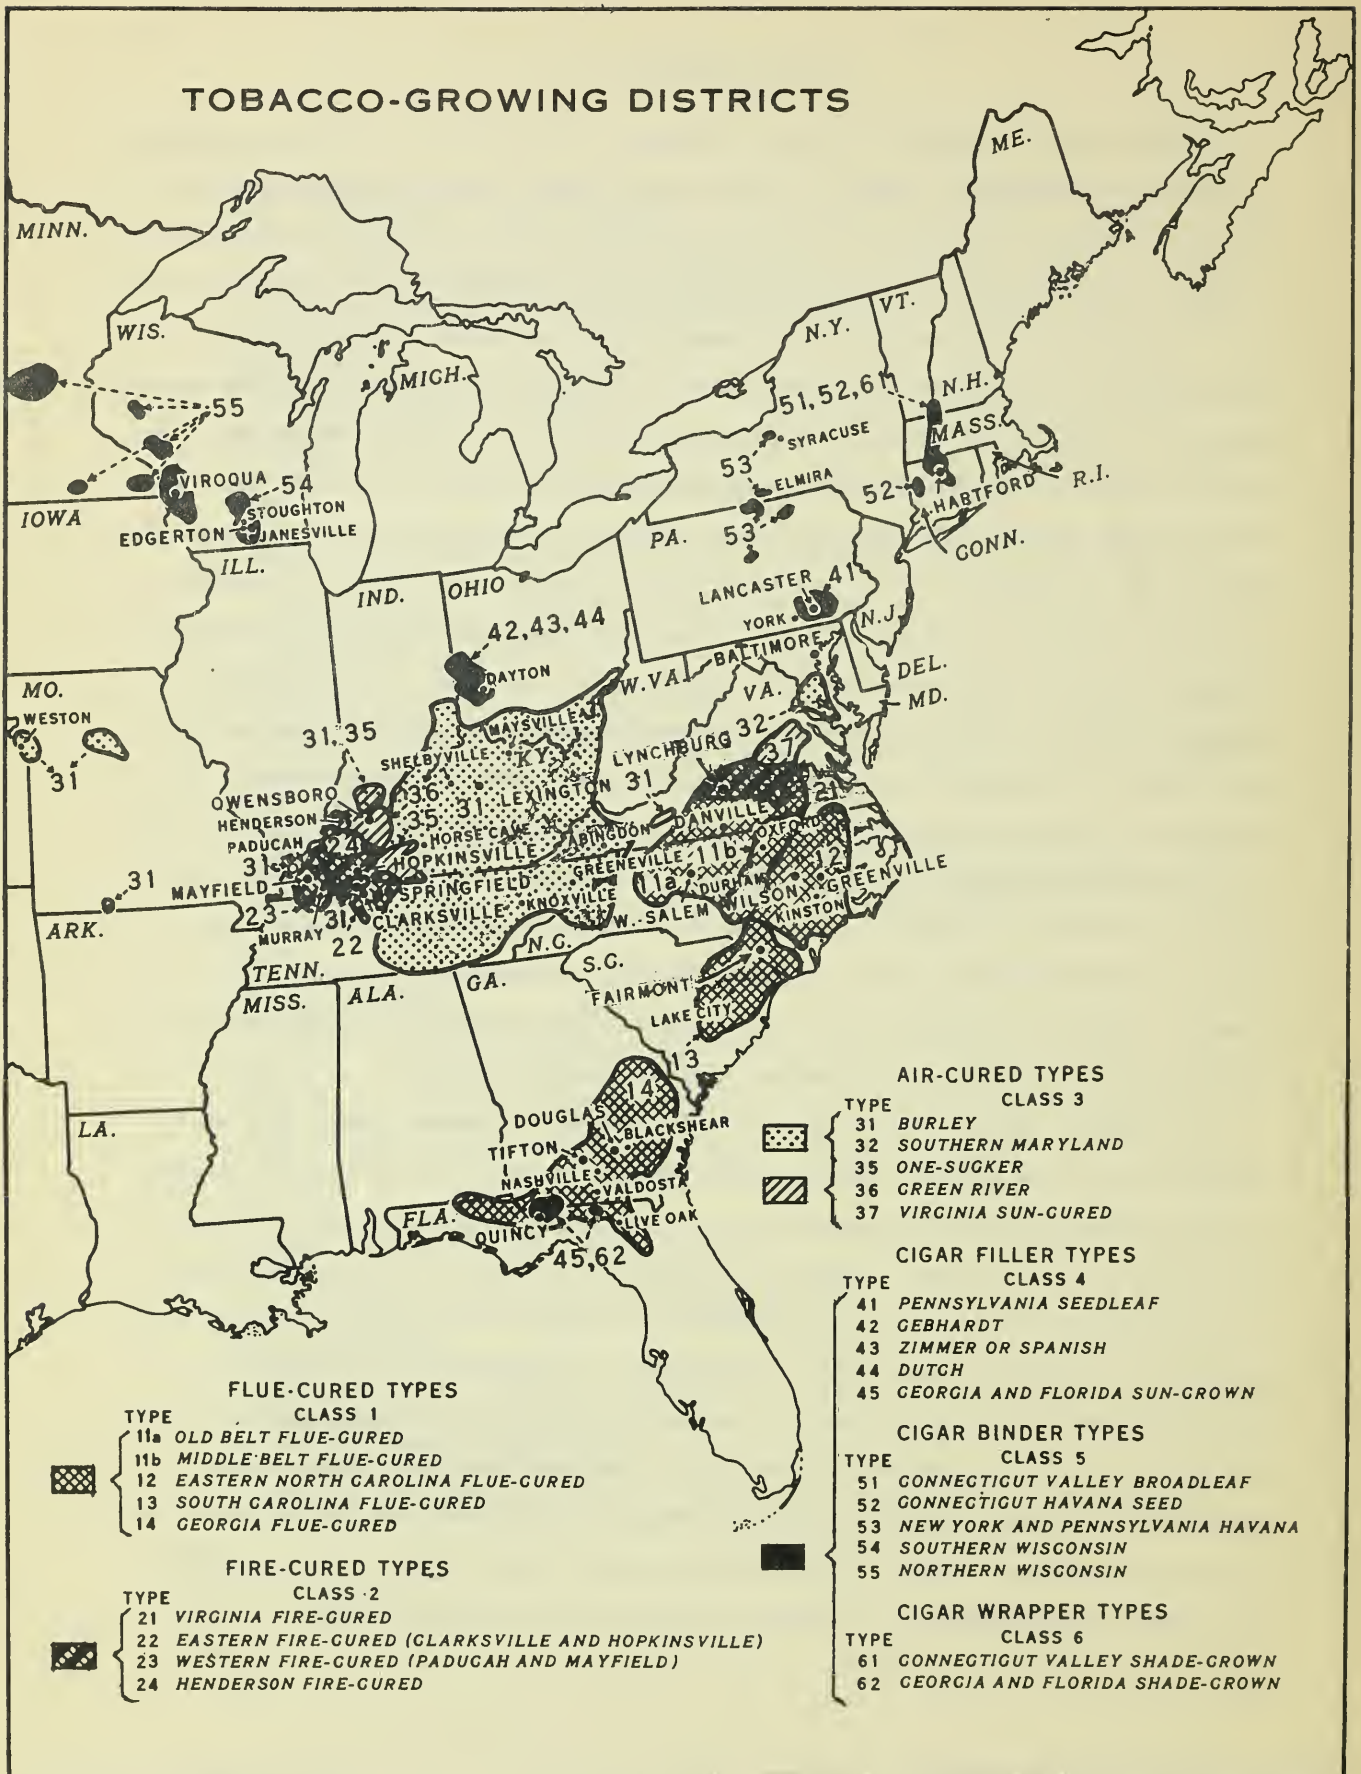 TOBACCO-GROWING DISTRICTS
ME.
MINN.
VT.
N.Y.
WIS.
MICH.
N.H.
51, 52, 61
55
MASS.
SYRACUSE
53
ELMIRA
VIROQUA
54
52
R.I.
HARTFORD
STOUGHTON
IOWA
EDGERTON
JANESVILLE
PA.
53
CONN.
ILL.
LANCASTER
41
IND.
OHIO
YORK
N.J.
42, 43, 44
BALTIMORE
DAYTON
DEL.
W.VA.
VA.
MD.
MO.
WESTON
MAYSVILLE
32
31, 35
LYNCHBURG
37
SHELBYVILLE
KY.
31
31
36
31
LEXINGTON
21
OWENSBORO
35
HENDERSON
HORSE CAVE
DANVILLE
OXFORD
PADUCAH
24
ABINGDON
HOPKINSVILLE
GREENEVILLE
11b
12
31
31
MAYFIELD
SPRINGFIELD
11a
DURHAM
GREENVILLE
KNOXVILLE
WILSON
23
31
CLARKSVILLE
31
W.-SALEM
KINSTON
ARK.
MURRAY
22
N.C.
TENN.
S.C.
GA.
MISS.
ALA.
FAIRMONT
LAKE CITY
13
14
DOUGLAS
LA.
BLACKSHEAR
TIFTON
NASHVILLE
VALDOSTA
FLA.
LIVE OAK
QUINCY
45,62
AIR-CURED TYPES
CLASS 3
TYPE
31 BURLEY
32 SOUTHERN MARYLAND
35 ONE-SUCKER
36 GREEN RIVER
37 VIRGINIA SUN-CURED
CIGAR FILLER TYPES
CLASS 4
TYPE
41 PENNSYLVANIA SEEDLEAF
42 GEBHARDT
43 ZIMMER OR SPANISH
44 DUTCH
45 GEORGIA AND FLORIDA SUN-GROWN
CIGAR BINDER TYPES
CLASS 5
TYPE
51 CONNECTICUT VALLEY BROADLEAF
52 CONNECTICUT HAVANA SEED
53 NEW YORK AND PENNSYLVANIA HAVANA
54 SOUTHERN WISCONSIN
55 NORTHERN WISCONSIN
CIGAR WRAPPER TYPES
CLASS 6
TYPE
61 CONNECTICUT VALLEY SHADE-GROWN
62 GEORGIA AND FLORIDA SHADE-GROWN
FLUE-CURED TYPES
CLASS 1
TYPE
11a OLD BELT FLUE-CURED
11b MIDDLE BELT FLUE-CURED
12 EASTERN NORTH CAROLINA FLUE-CURED
13 SOUTH CAROLINA FLUE-CURED
14 GEORGIA FLUE-CURED
FIRE-CURED TYPES
CLASS 2
TYPE
21 VIRGINIA FIRE-CURED
22 EASTERN FIRE-CURED (CLARKSVILLE AND HOPKINSVILLE)
23 WESTERN FIRE-CURED (PADUCAH AND MAYFIELD)
24 HENDERSON FIRE-CURED